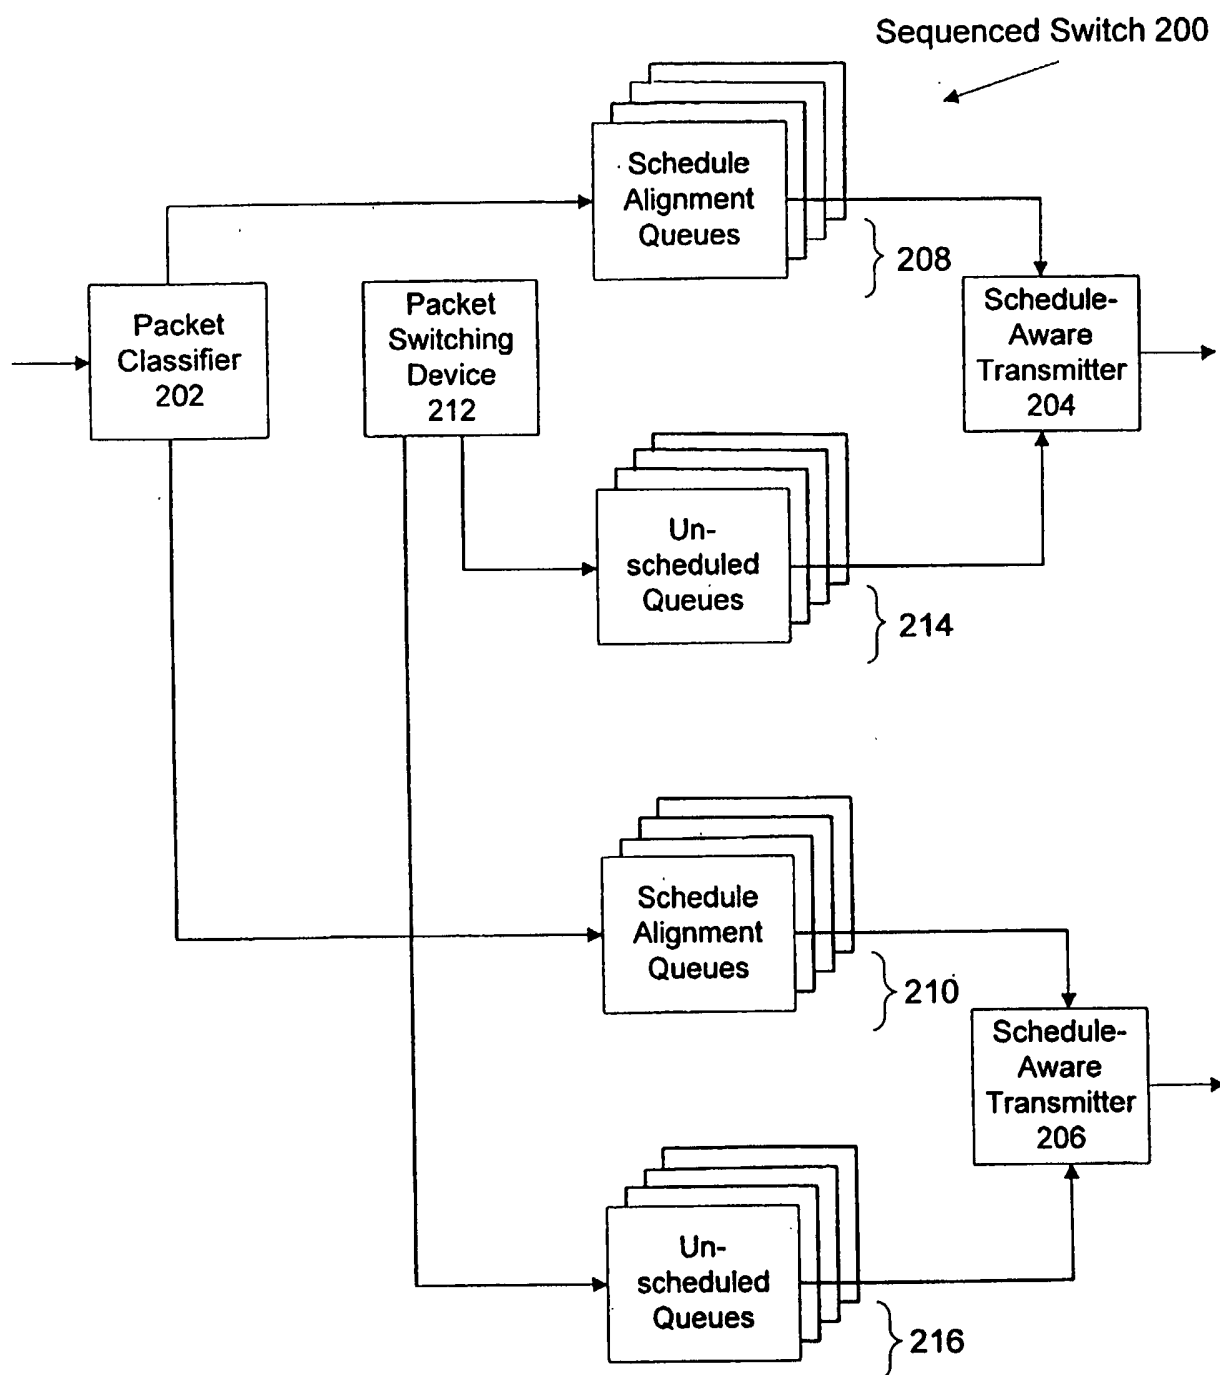 Sequenced Switch 200
Schedule
Alignment
Queues
208
Packet
Classifier
202
Packet
Switching
Device
212
Schedule-
Aware
Transmitter
204
Un-
scheduled
Queues
214
Schedule
Alignment
Queues
210
Schedule-
Aware
Transmitter
206
Un-
scheduled
Queues
216